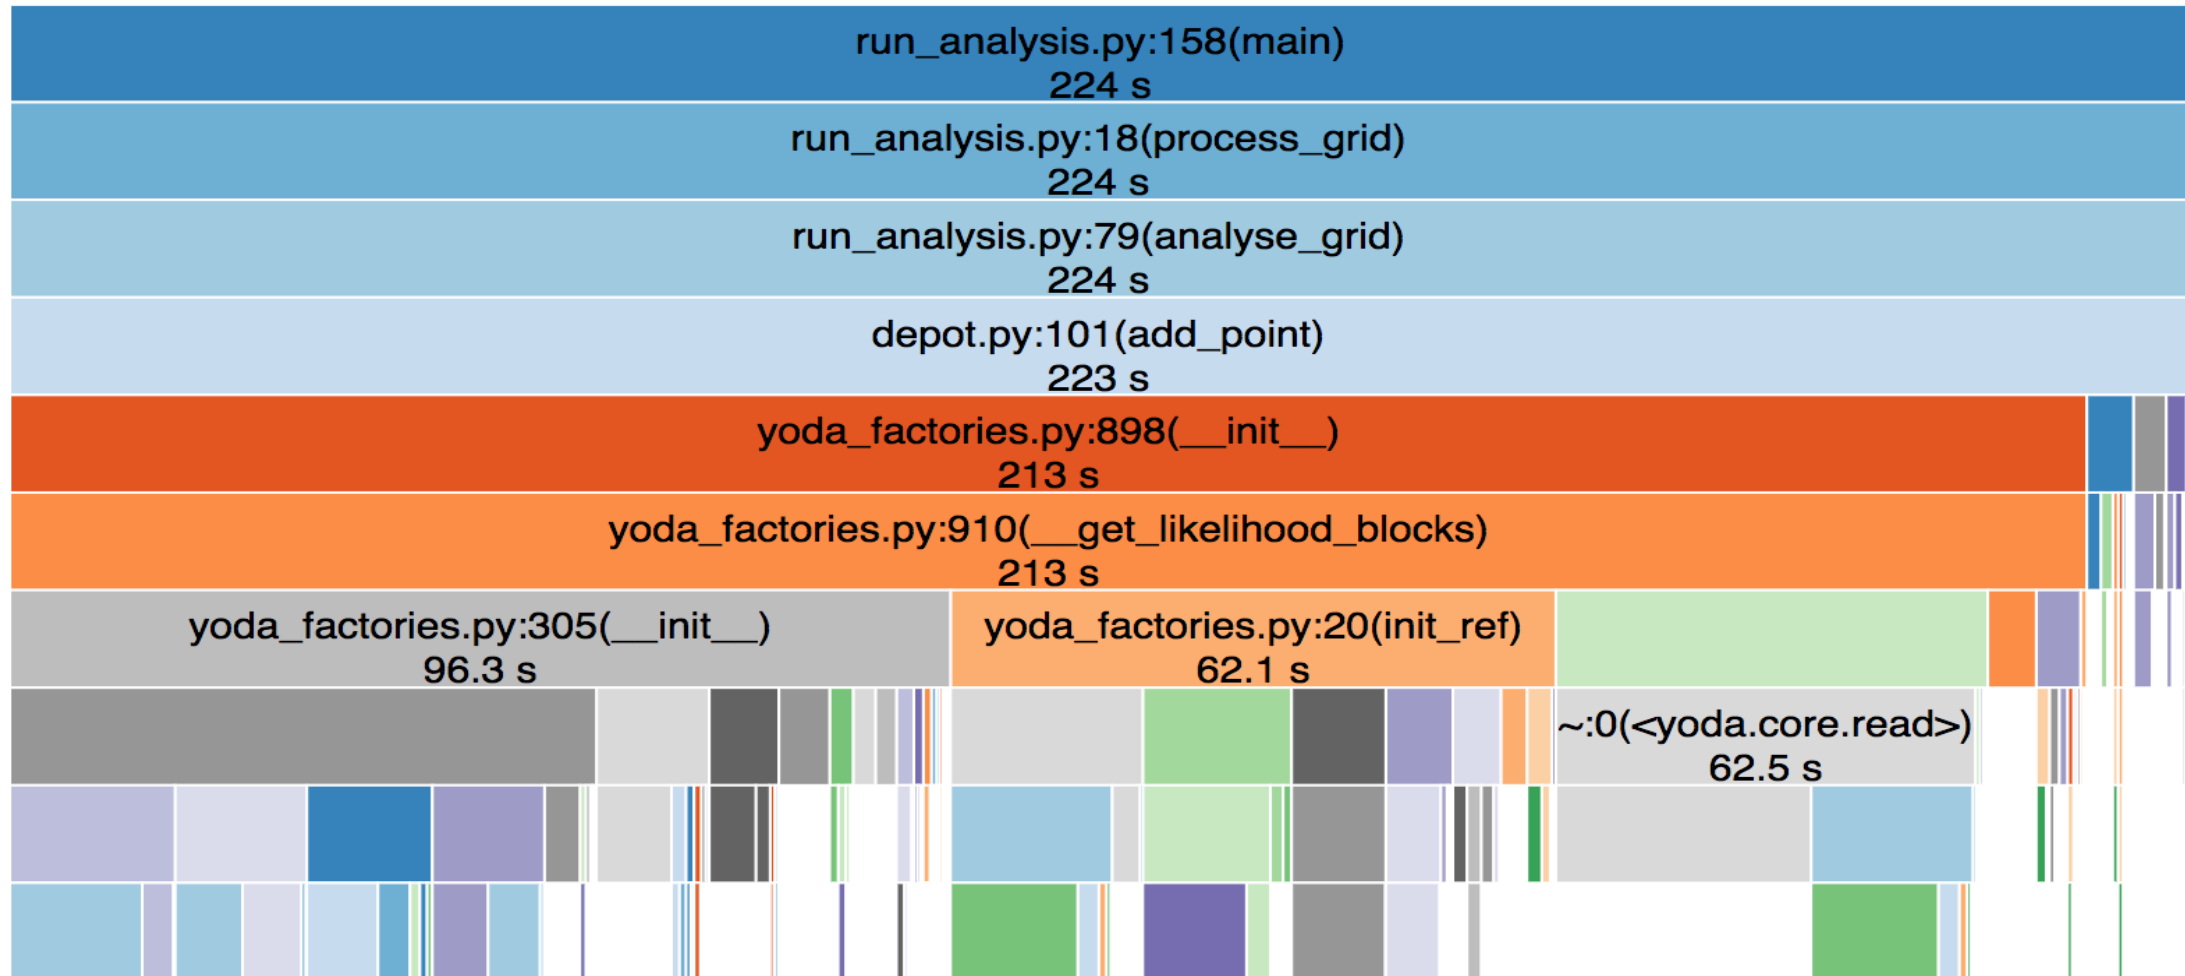 run_analysis.py:158(main)
224 s
run_analysis.py:18(process_grid)
224 s
run_analysis.py:79(analyse_grid)
224 s
depot.py:101(add_point)
223 s
yoda_factories.py:898(__init__)
213 s
yoda_factories.py:910(__get_likelihood_blocks)
213 s
yoda_factories.py:305(__init__)
96.3 s
yoda_factories.py:20(init_ref)
62.1 s
~:0(<yoda.core.read>)
62.5 s